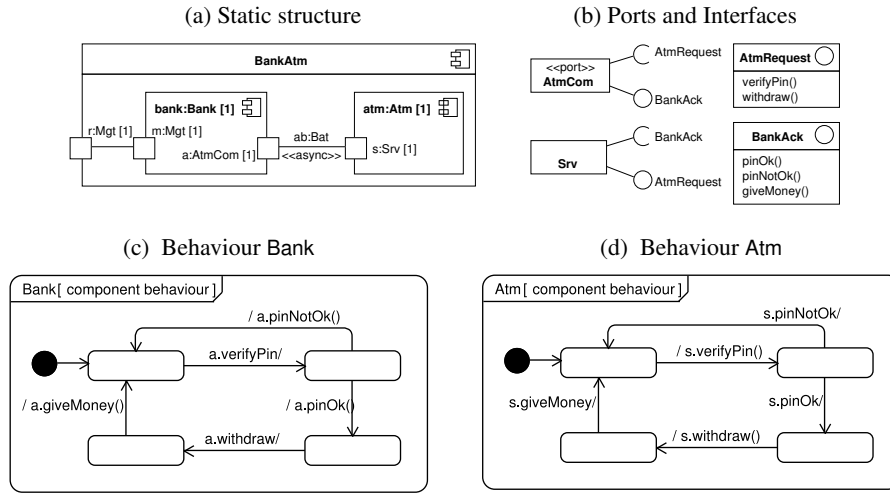 (a) Static structure
BankAtm
bank:Bank [1]
atm:Atm [1]
r:Mgt [1]
m:Mgt [1]
ab:Bat
a:AtmCom [1]
<<async>>
s:Srv [1]
(b) Ports and Interfaces
<<port>>
AtmCom
AtmRequest
BankAck
AtmRequest
verifyPin()
withdraw()
Srv
BankAck
AtmRequest
BankAck
pinOk()
pinNotOk()
giveMoney()
(c) Behaviour Bank
Bank[ component behaviour ]
/ a.pinNotOk()
a.verifyPin/
/ a.giveMoney()
/ a.pinOk()
a.withdraw/
(d) Behaviour Atm
Atm[ component behaviour ]
s.pinNotOk/
/ s.verifyPin()
s.giveMoney/
s.pinOk/
/ s.withdraw()